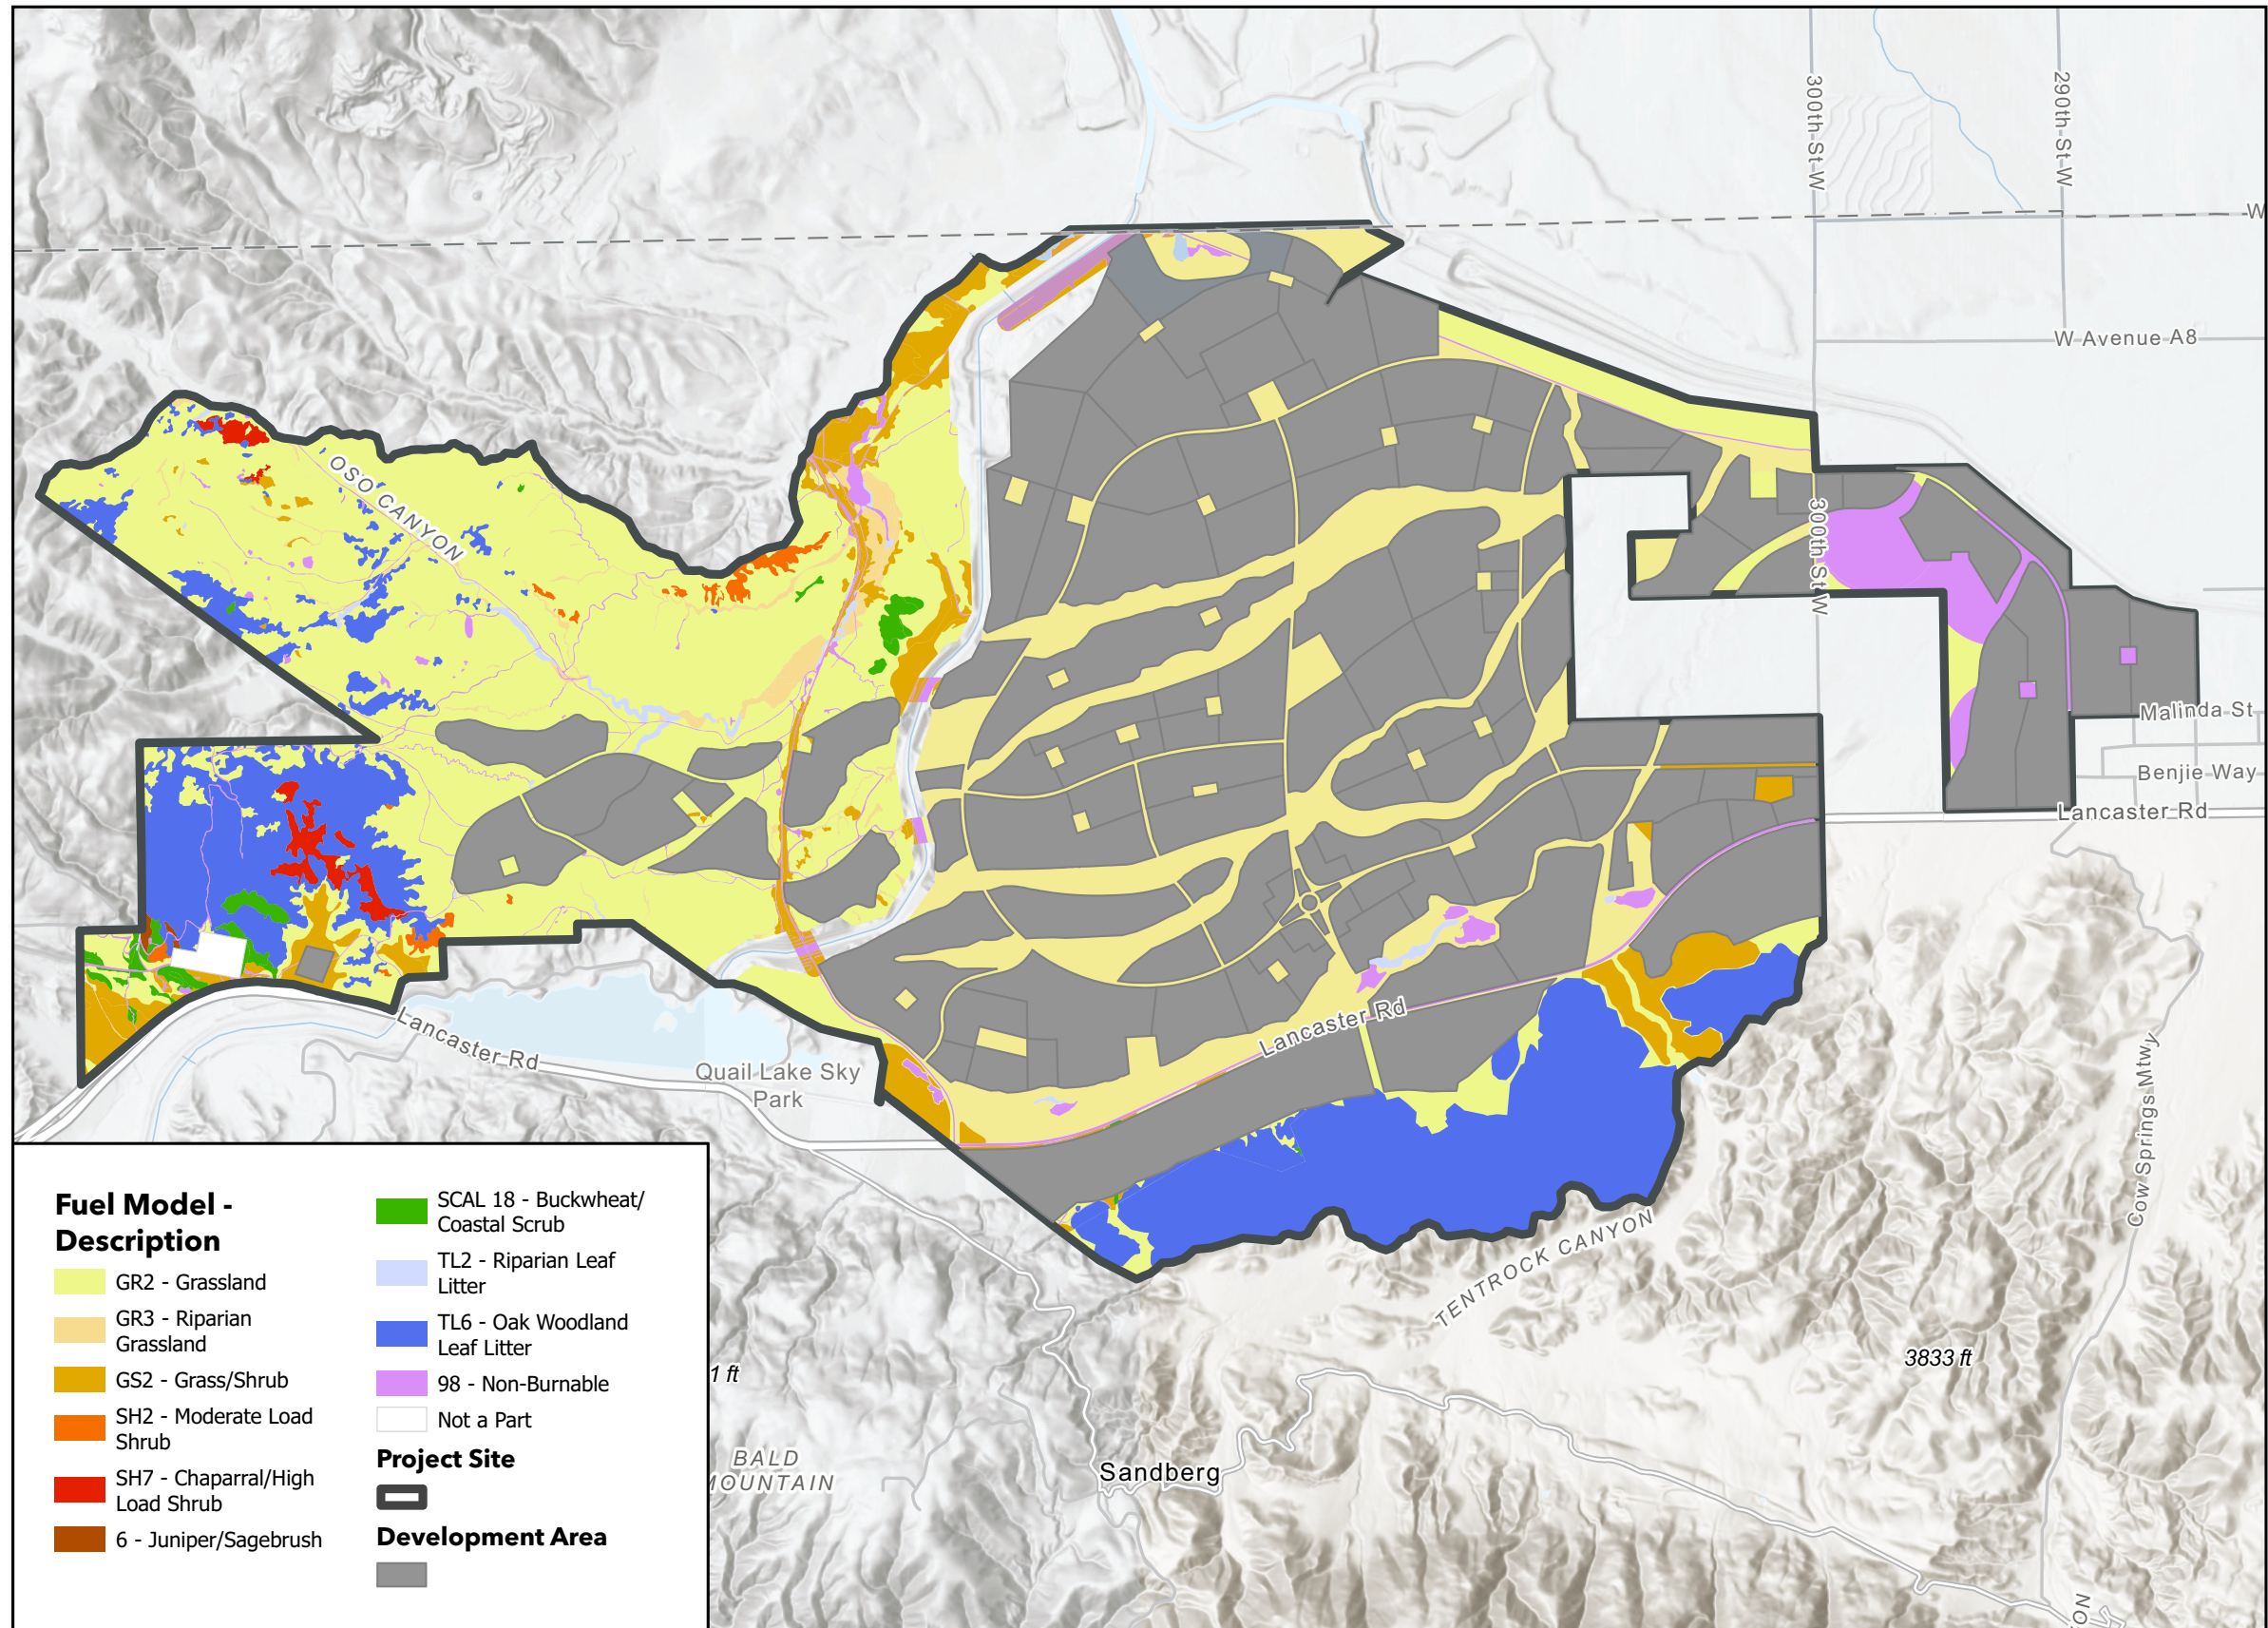 300th St W
290th St W
W
W Avenue A8
OSO CANYON
300th St W
Malinda St
Benjie Way
Lancaster Rd
Lancaster Rd
Lancaster Rd
Quail Lake Sky
Park
Cow Springs Mtwy
TENTROCK CANYON
3833 ft
1 ft
BALD
MOUNTAIN
Sandberg
ON
Fuel Model -
Description
GR2 - Grassland
GR3 - Riparian
Grassland
GS2 - Grass/Shrub
SH2 - Moderate Load
Shrub
SH7 - Chaparral/High
Load Shrub
6 - Juniper/Sagebrush
SCAL 18 - Buckwheat/
Coastal Scrub
TL2 - Riparian Leaf
Litter
TL6 - Oak Woodland
Leaf Litter
98 - Non-Burnable
Not a Part
Project Site
Development Area